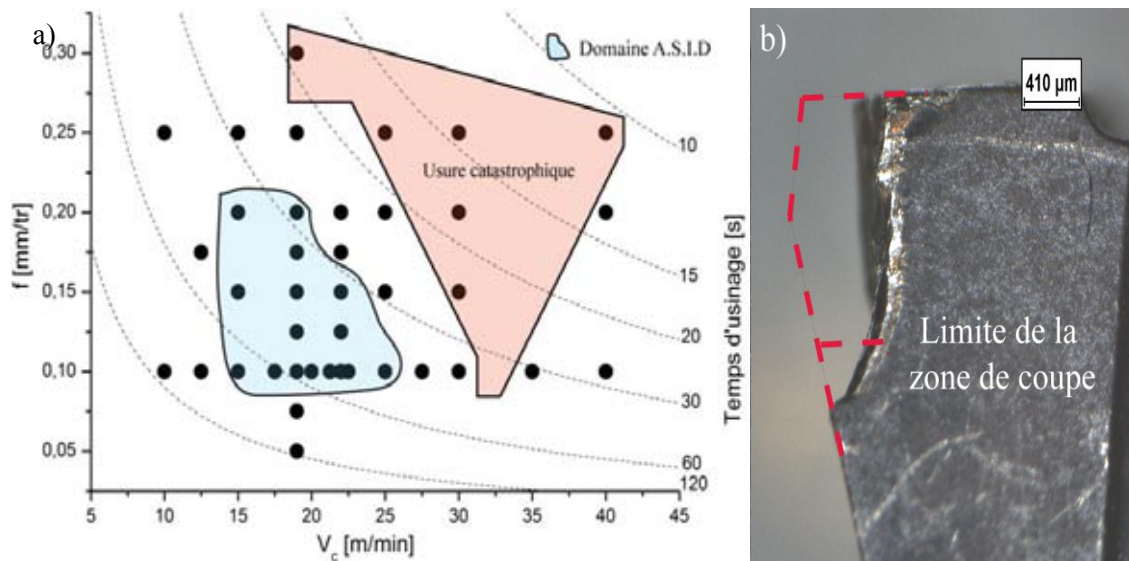 a)
Domaine A.S.I.D
Usure catastrophique
f [mm/tr]
0,30
0,25
0,20
0,15
0,10
0,05
5 10 15 20 25 30 35 40 45
V_c [m/min]
10
15
20
30
60
120
Temps d'usinage [s]
b)
410 µm
Limite de la
zone de coupe